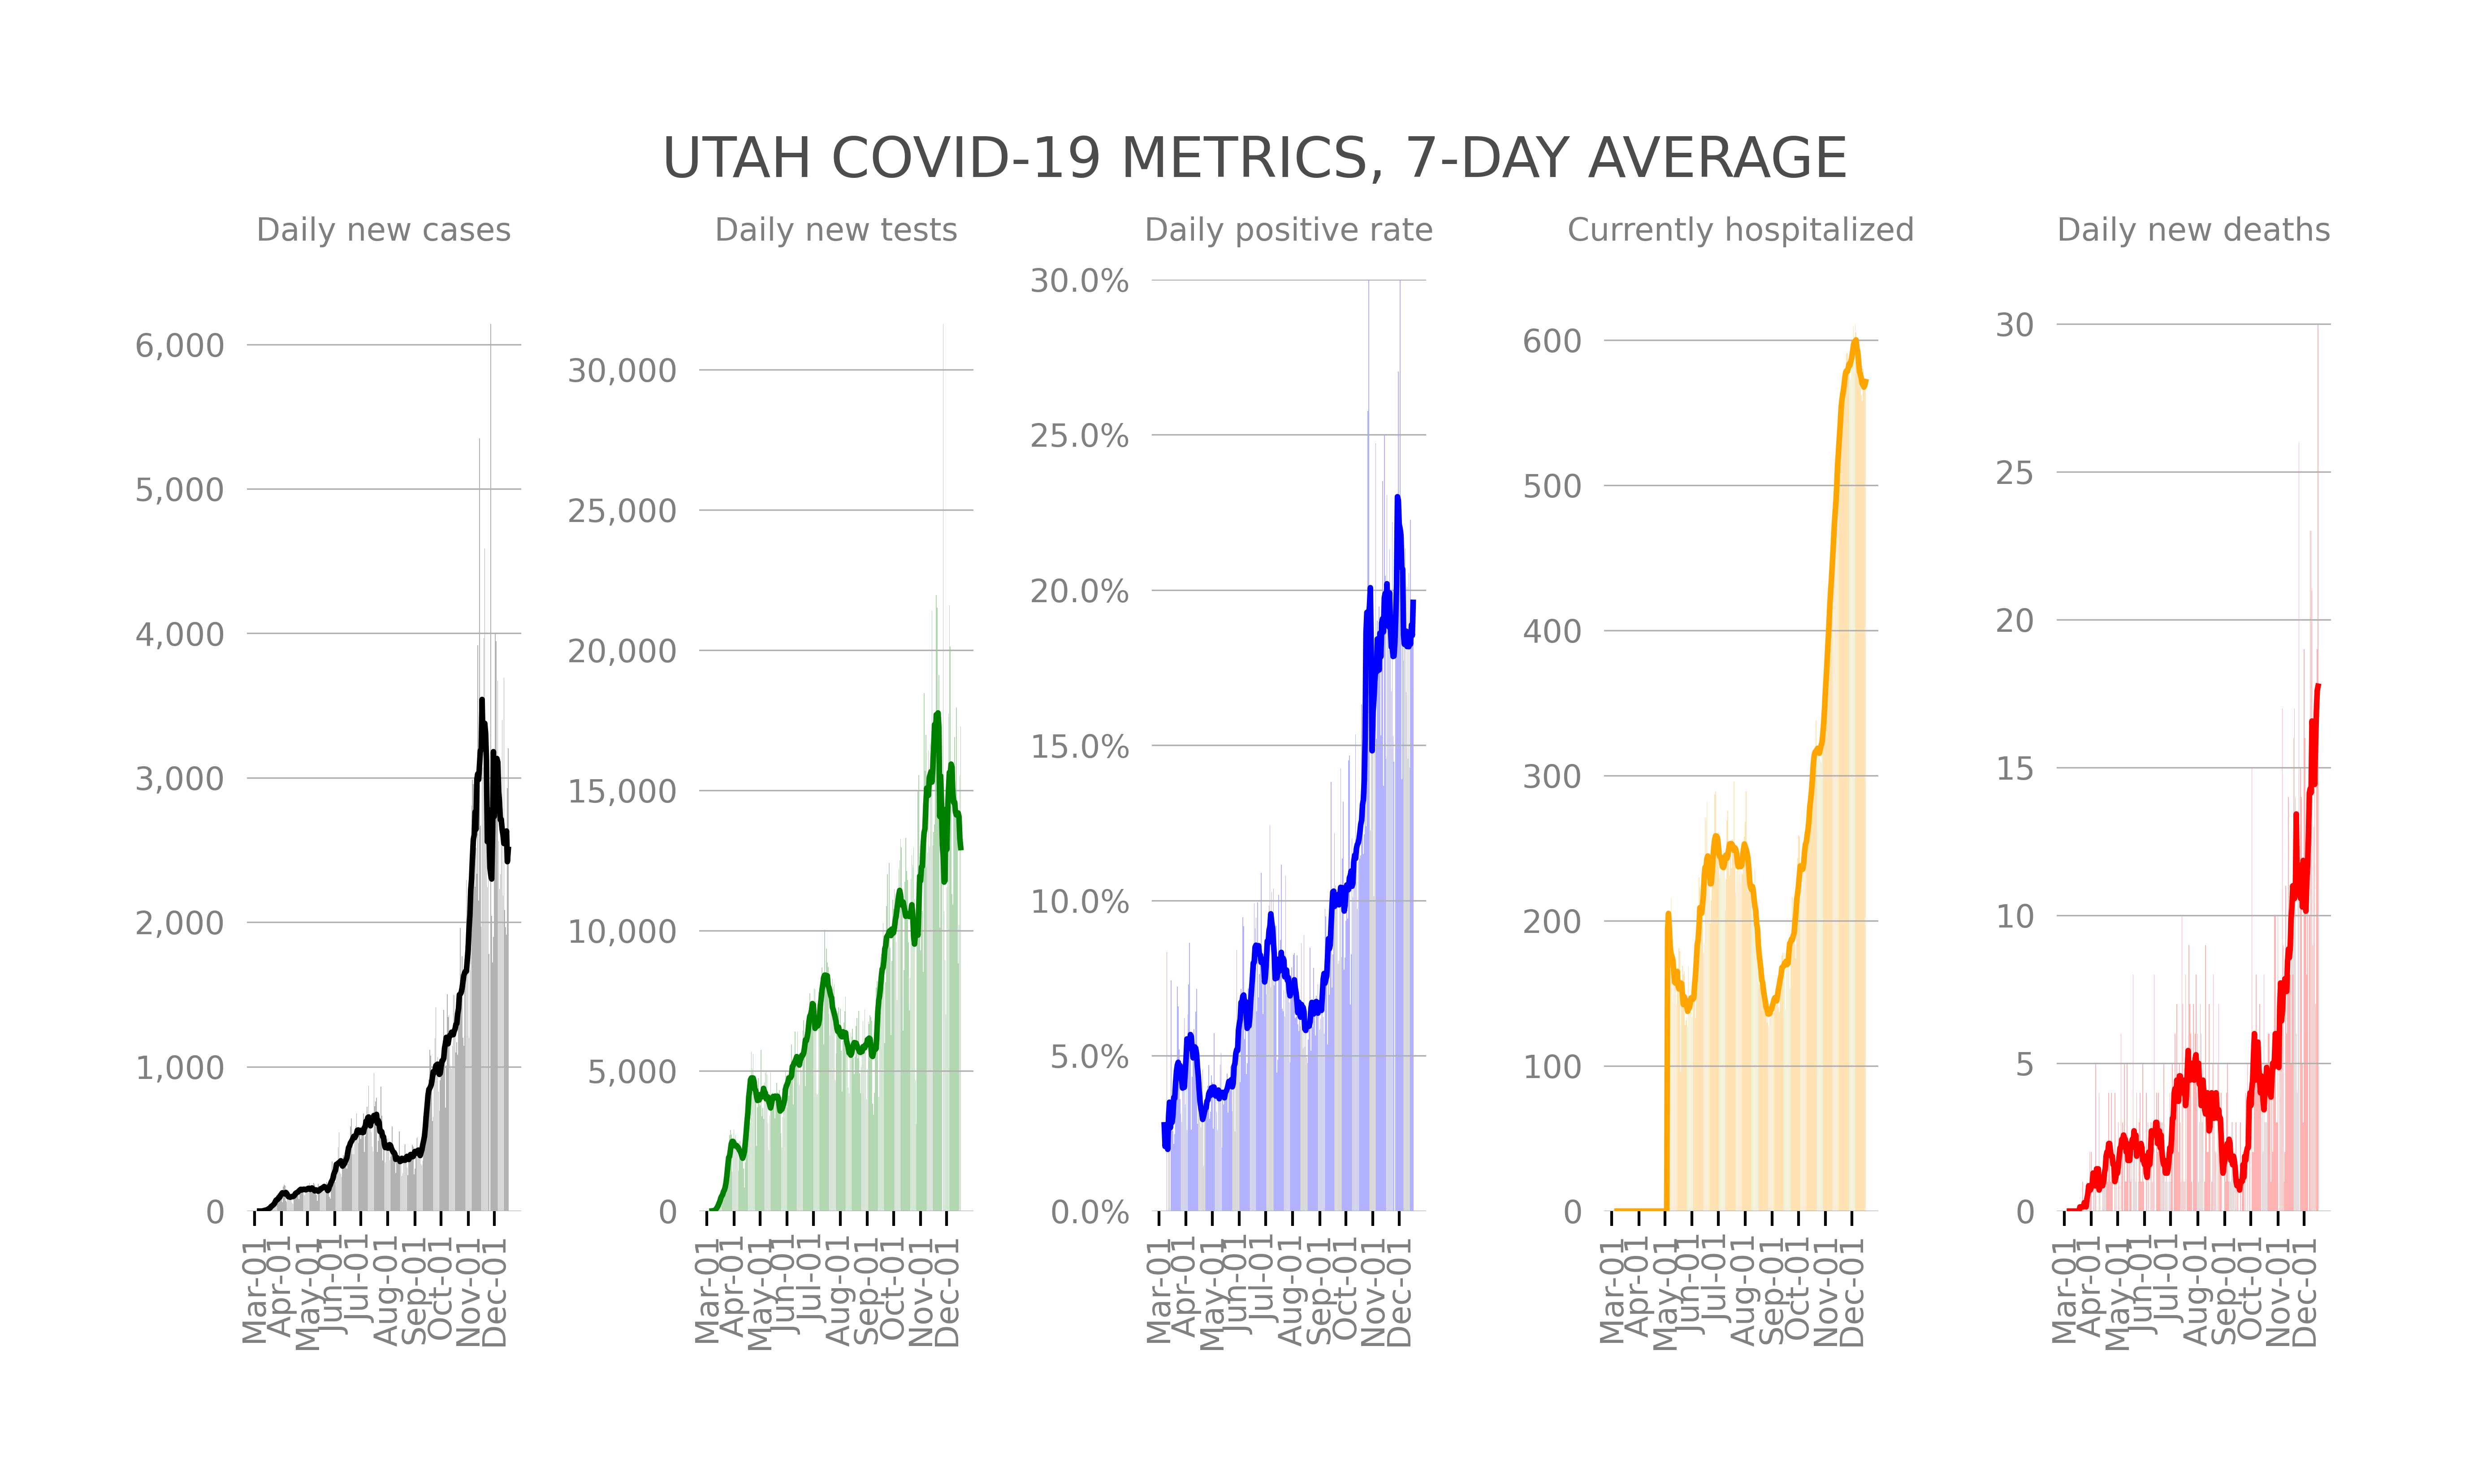 UTAH COVID-19 METRICS, 7-DAY AVERAGE
Daily new cases
6,000
5,000
4,000
3,000
2,000
1,000
0
Mar-01
Apr-01
May-01
Jun-01
Jul-01
Aug-01
Sep-01
Oct-01
Nov-01
Dec-01
Daily new tests
30,000
25,000
20,000
15,000
10,000
5,000
0
Mar-01
Apr-01
May-01
Jun-01
Jul-01
Aug-01
Sep-01
Oct-01
Nov-01
Dec-01
Daily positive rate
30.0%
25.0%
20.0%
15.0%
10.0%
5.0%
0.0%
Mar-01
Apr-01
May-01
Jun-01
Jul-01
Aug-01
Sep-01
Oct-01
Nov-01
Dec-01
Currently hospitalized
600
500
400
300
200
100
0
Mar-01
Apr-01
May-01
Jun-01
Jul-01
Aug-01
Sep-01
Oct-01
Nov-01
Dec-01
Daily new deaths
30
25
20
15
10
5
0
Mar-01
Apr-01
May-01
Jun-01
Jul-01
Aug-01
Sep-01
Oct-01
Nov-01
Dec-01